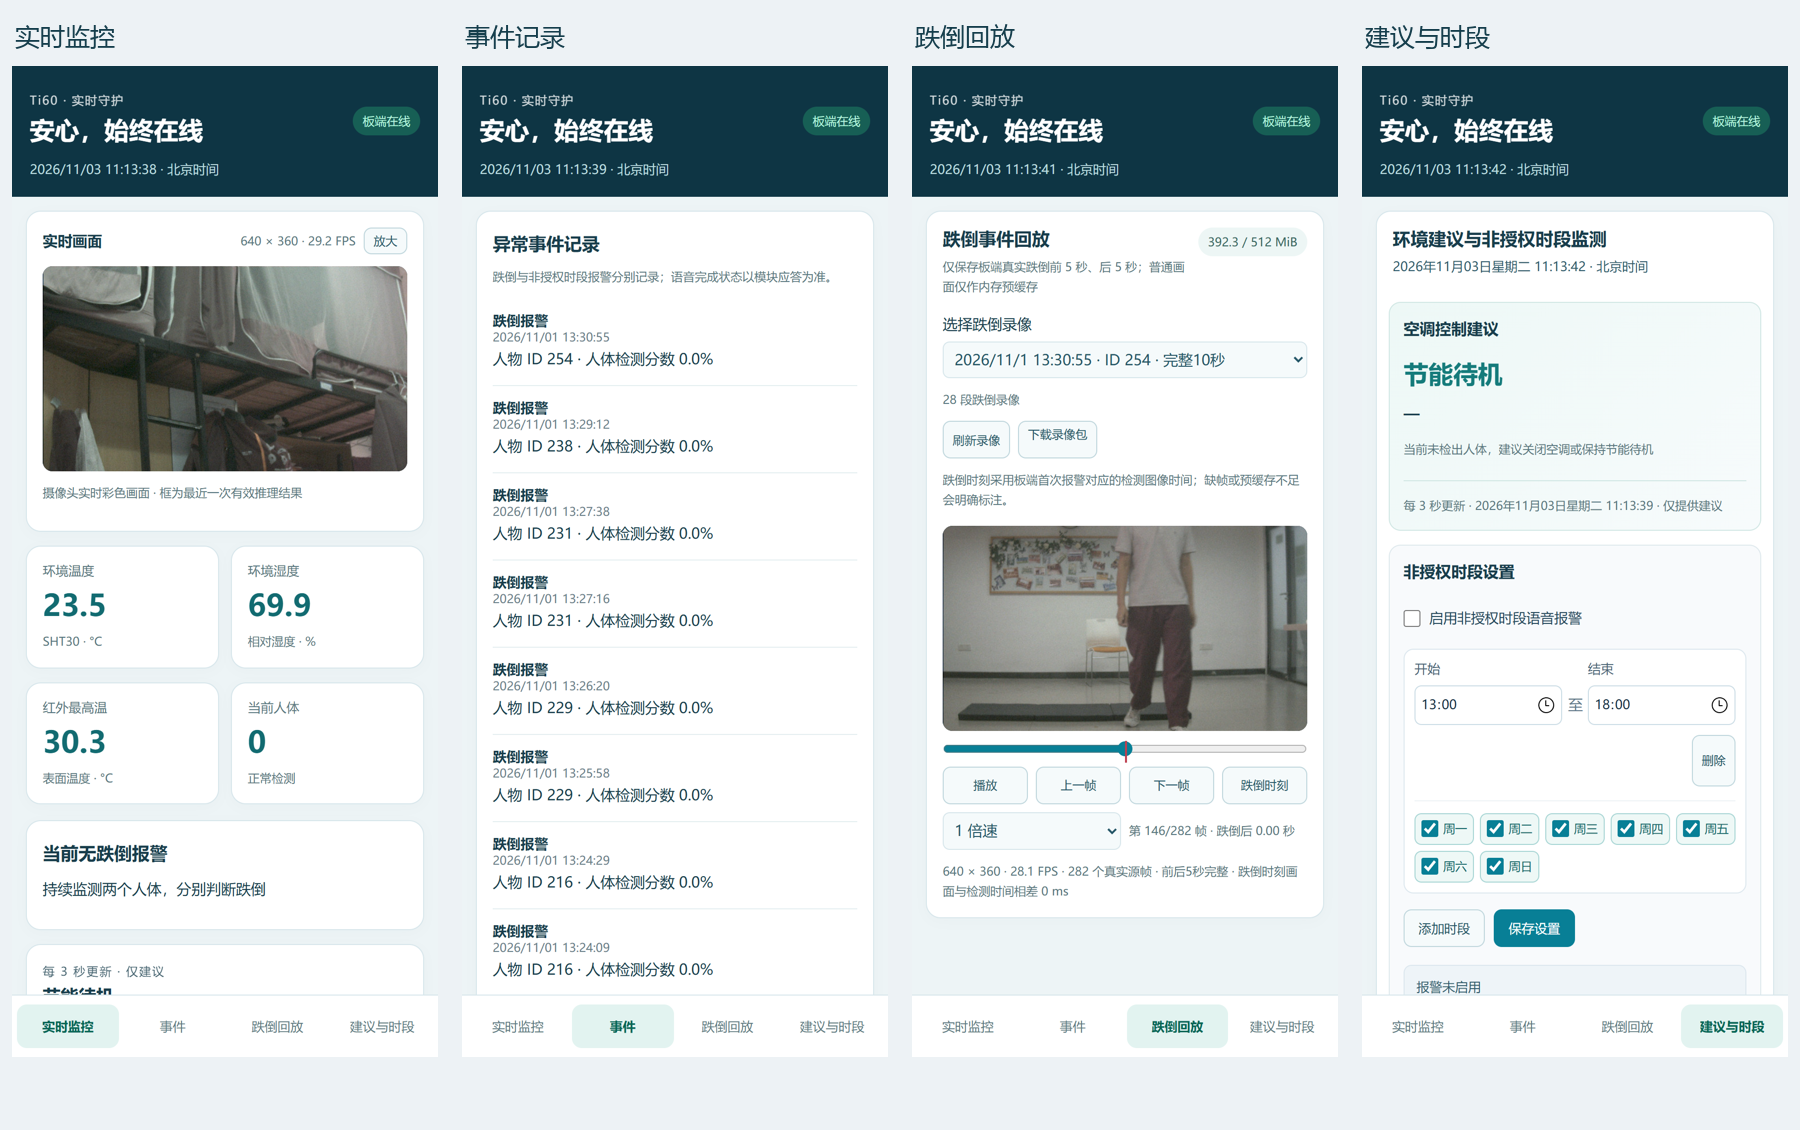 实时监控
Ti60 · 实时守护
安心，始终在线
板端在线
2026/11/03 11:13:38 · 北京时间
实时画面
640 × 360 · 29.2 FPS
放大
摄像头实时彩色画面 · 框为最近一次有效推理结果
环境温度
23.5
SHT30 · °C
环境湿度
69.9
相对湿度 · %
红外最高温
30.3
表面温度 · °C
当前人体
0
正常检测
当前无跌倒报警
持续监测两个人体，分别判断跌倒
每 3 秒更新 · 仅建议
节能待机
实时监控
事件
跌倒回放
建议与时段
事件记录
Ti60 · 实时守护
安心，始终在线
板端在线
2026/11/03 11:13:39 · 北京时间
异常事件记录
跌倒与非授权时段报警分别记录；语音完成状态以模块应答为准。
跌倒报警
2026/11/01 13:30:55
人物 ID 254 · 人体检测分数 0.0%
跌倒报警
2026/11/01 13:29:12
人物 ID 238 · 人体检测分数 0.0%
跌倒报警
2026/11/01 13:27:38
人物 ID 231 · 人体检测分数 0.0%
跌倒报警
2026/11/01 13:27:16
人物 ID 231 · 人体检测分数 0.0%
跌倒报警
2026/11/01 13:26:20
人物 ID 229 · 人体检测分数 0.0%
跌倒报警
2026/11/01 13:25:58
人物 ID 229 · 人体检测分数 0.0%
跌倒报警
2026/11/01 13:24:29
人物 ID 216 · 人体检测分数 0.0%
跌倒报警
2026/11/01 13:24:09
人物 ID 216 · 人体检测分数 0.0%
实时监控
事件
跌倒回放
建议与时段
跌倒回放
Ti60 · 实时守护
安心，始终在线
板端在线
2026/11/03 11:13:41 · 北京时间
跌倒事件回放
392.3 / 512 MiB
仅保存板端真实跌倒前 5 秒、后 5 秒；普通画
面仅作内存预缓存
选择跌倒录像
2026/11/1 13:30:55 · ID 254 · 完整10秒
28 段跌倒录像
刷新录像
下载录像包
跌倒时刻采用板端首次报警对应的检测图像时间；缺帧或预缓存不足
会明确标注。
播放
上一帧
下一帧
跌倒时刻
1 倍速
第 146/282 帧 · 跌倒后 0.00 秒
640 × 360 · 28.1 FPS · 282 个真实源帧 · 前后5秒完整 · 跌倒时刻画
面与检测时间相差 0 ms
实时监控
事件
跌倒回放
建议与时段
建议与时段
Ti60 · 实时守护
安心，始终在线
板端在线
2026/11/03 11:13:42 · 北京时间
环境建议与非授权时段监测
2026年11月03日星期二 11:13:42 · 北京时间
空调控制建议
节能待机
—
当前未检出人体，建议关闭空调或保持节能待机
每 3 秒更新 · 2026年11月03日星期二 11:13:39 · 仅提供建议
非授权时段设置
启用非授权时段语音报警
开始
结束
13:00
至
18:00
删除
周一
周二
周三
周四
周五
周六
周日
添加时段
保存设置
报警未启用
实时监控
事件
跌倒回放
建议与时段